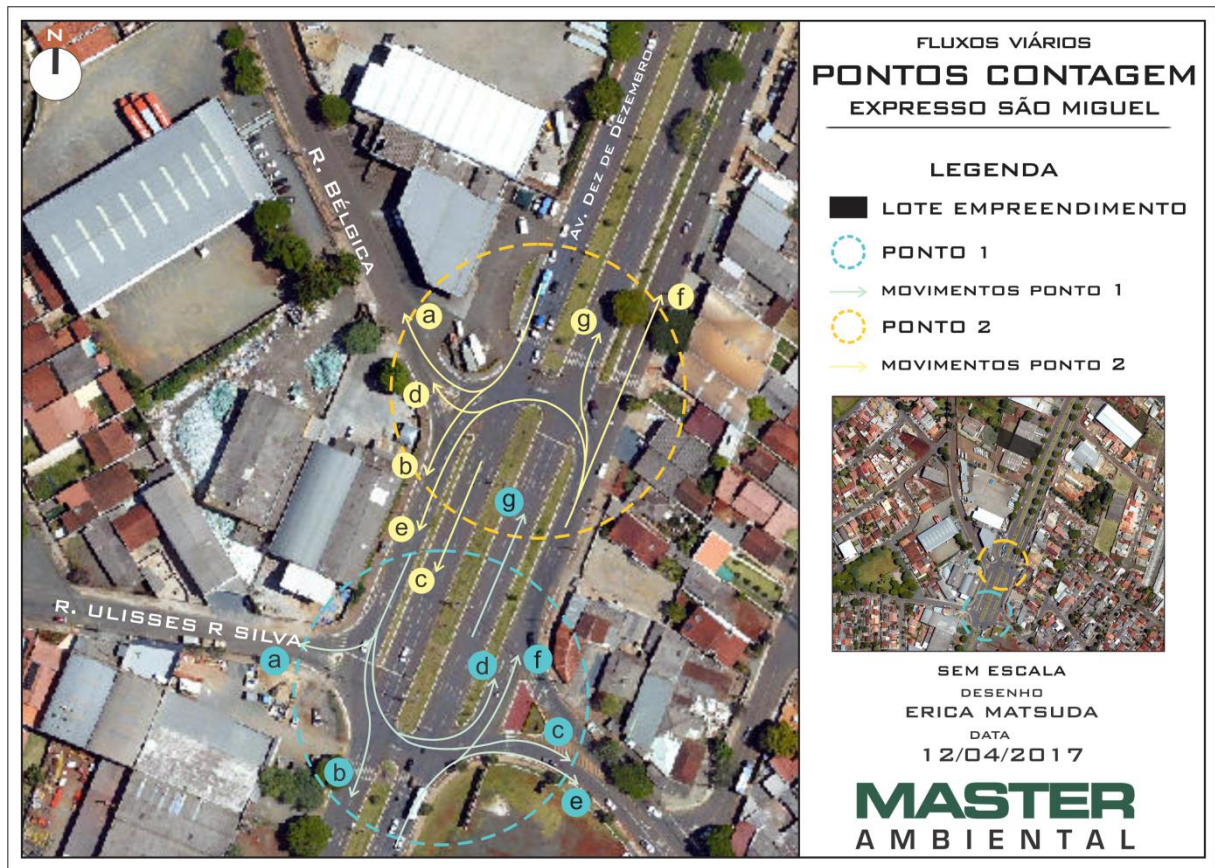 N
R. BÉLGICA
AV. DEZ DE DEZEMBRO
a
g
f
d
b
e
c
g
R. ULISSES R SILVA
a
d
f
c
b
e
FLUXOS VIÁRIOS
PONTOS CONTAGEM
EXPRESSO SÃO MIGUEL
LEGENDA
LOTE EMPREENDIMENTO
PONTO 1
MOVIMENTOS PONTO 1
PONTO 2
MOVIMENTOS PONTO 2
SEM ESCALA
DESENHO
ERICA MATSUDA
DATA
12/04/2017
MASTER
AMBIENTAL